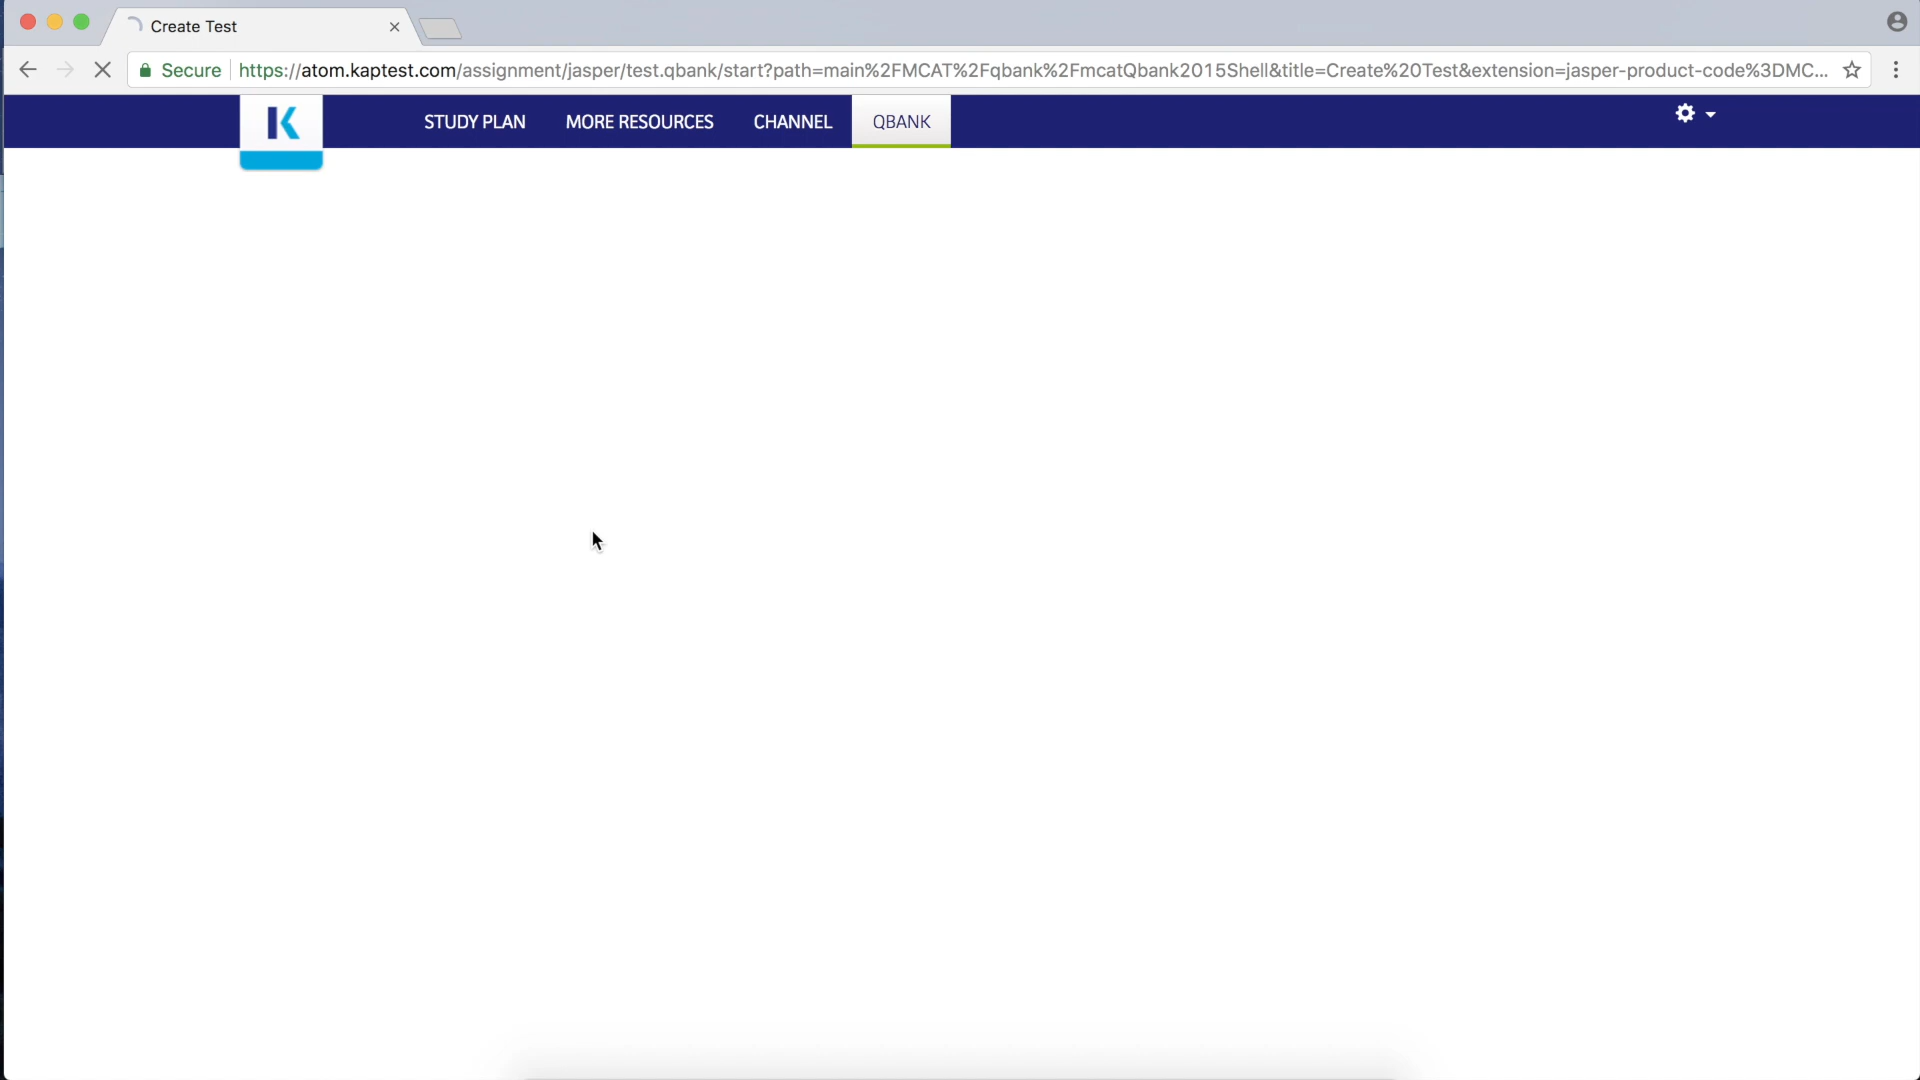 Create Test
Secure https://atom.kaptest.com/assignment/jasper/test.qbank/start?path=main%2FMCAT%2Fqbank%2FmcatQbank2015Shell&title=Create%20Test&extension=jasper-product-code%3DMC...
K STUDY PLAN MORE RESOURCES CHANNEL QBANK